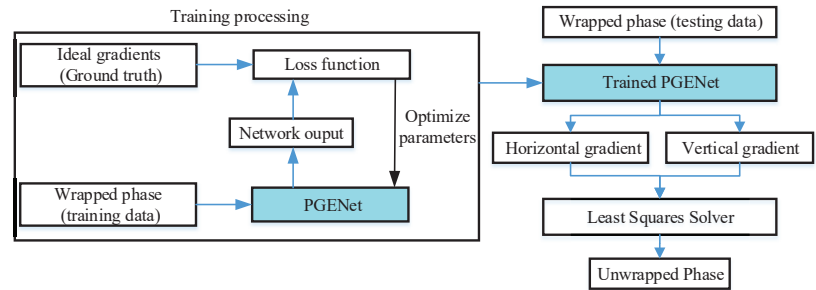 Training processing
Ideal gradients
(Ground truth)
Loss function
Network ouput
Optimize
parameters
Wrapped phase
(training data)
PGENet
Wrapped phase (testing data)
Trained PGENet
Horizontal gradient
Vertical gradient
Least Squares Solver
Unwrapped Phase